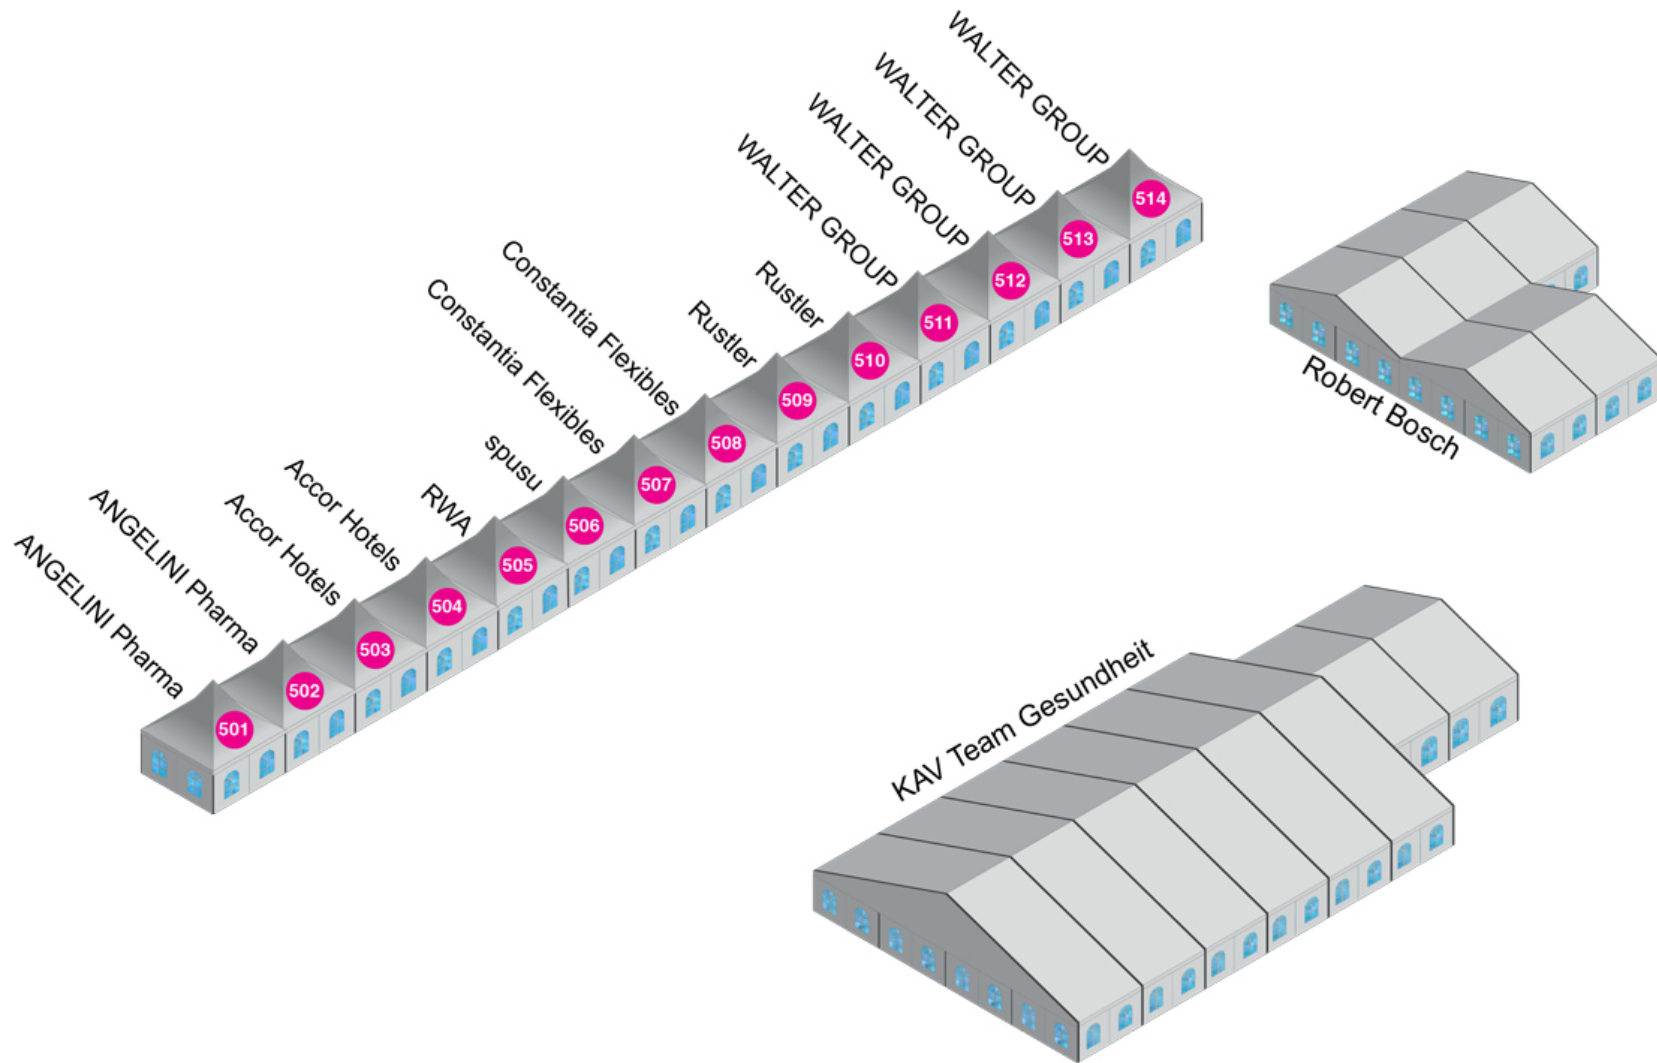 ANGELINI Pharma
ANGELINI Pharma
Accor Hotels
Accor Hotels
RWA
spusu
Constantia Flexibles
Constantia Flexibles
Rustler
Rustler
WALTER GROUP
WALTER GROUP
WALTER GROUP
WALTER GROUP
501
502
503
504
505
506
507
508
509
510
511
512
513
514
Robert Bosch
KAV Team Gesundheit